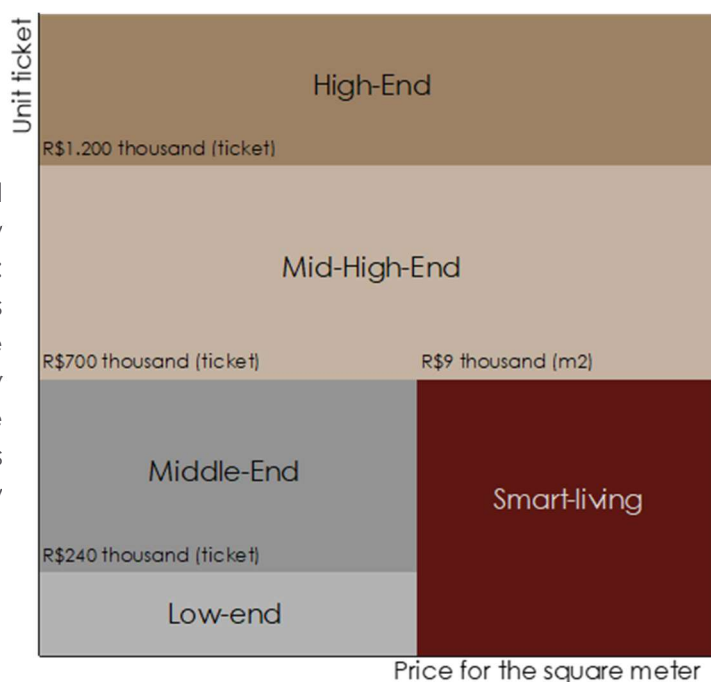 Unit ticket
High-End
R$1.200 thousand (ticket)
Mid-High-End
R$700 thousand (ticket)
R$9 thousand (m2)
Middle-End
Smart-living
R$240 thousand (ticket)
Low-end
Price for the square meter